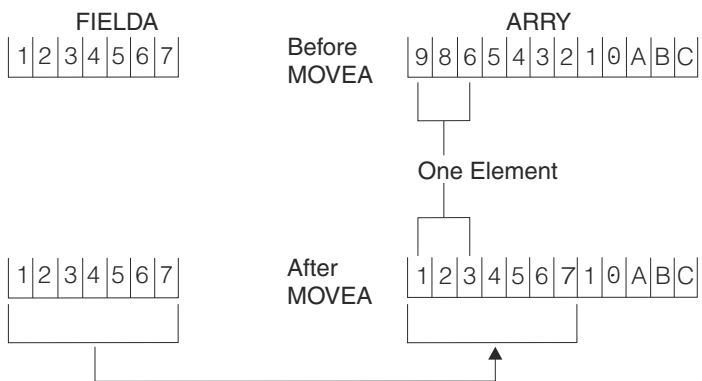 FIELDA ARRY
1 2 3 4 5 6 7 Before MOVEA 9 8 6 5 4 3 2 1 0 A B C
One Element
1 2 3 4 5 6 7 After MOVEA 1 2 3 4 5 6 7 1 0 A B C